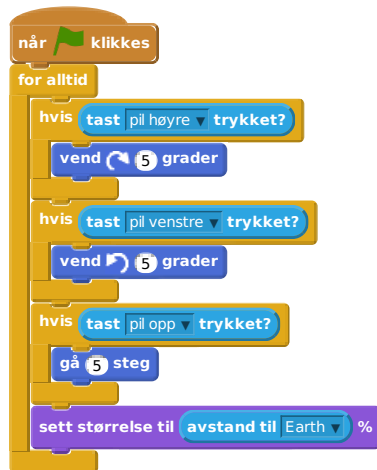 når klikkes
for alltid
hvis tast pil høyre trykket?
vend 5 grader
hvis tast pil venstre trykket?
vend 5 grader
hvis tast pil opp trykket?
gå 5 steg
sett størrelse til avstand til Earth %